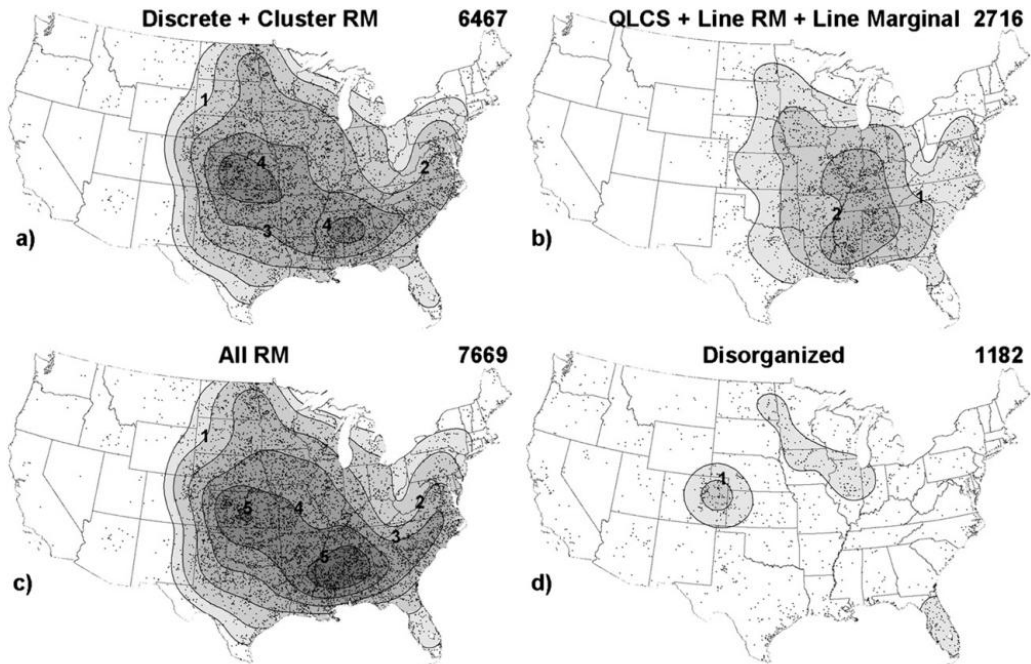 Discrete + Cluster RM 6467
1
4
2
3
4
a)
QLCS + Line RM + Line Marginal 2716
1
2
b)
All RM 7669
1
5
4
2
3
5
c)
Disorganized 1182
1
d)